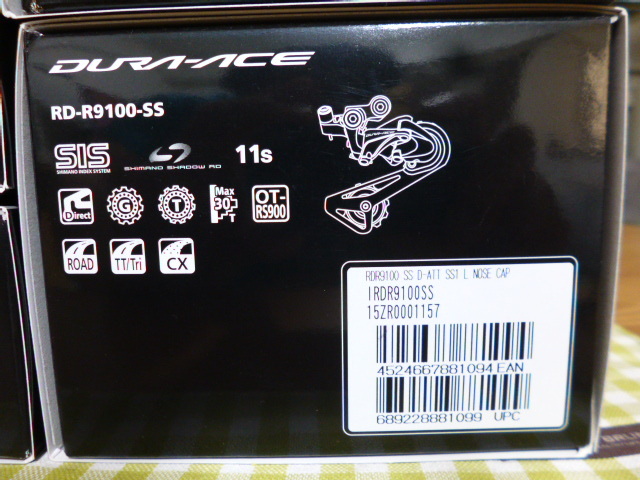 DURA-ACE
RD-R9100-SS
SIS
SHIMANO INDEX SYSTEM
SHIMANO SHADOW RD
11s
Direct
G
T
Max 30T
OT-RS900
ROAD
TT/Tri
CX
RDR9100 SS D-ATT SS1 L NOSE CAP
IRDR9100SS
15ZR0001157
4524667881094 EAN
689228881099 UPC